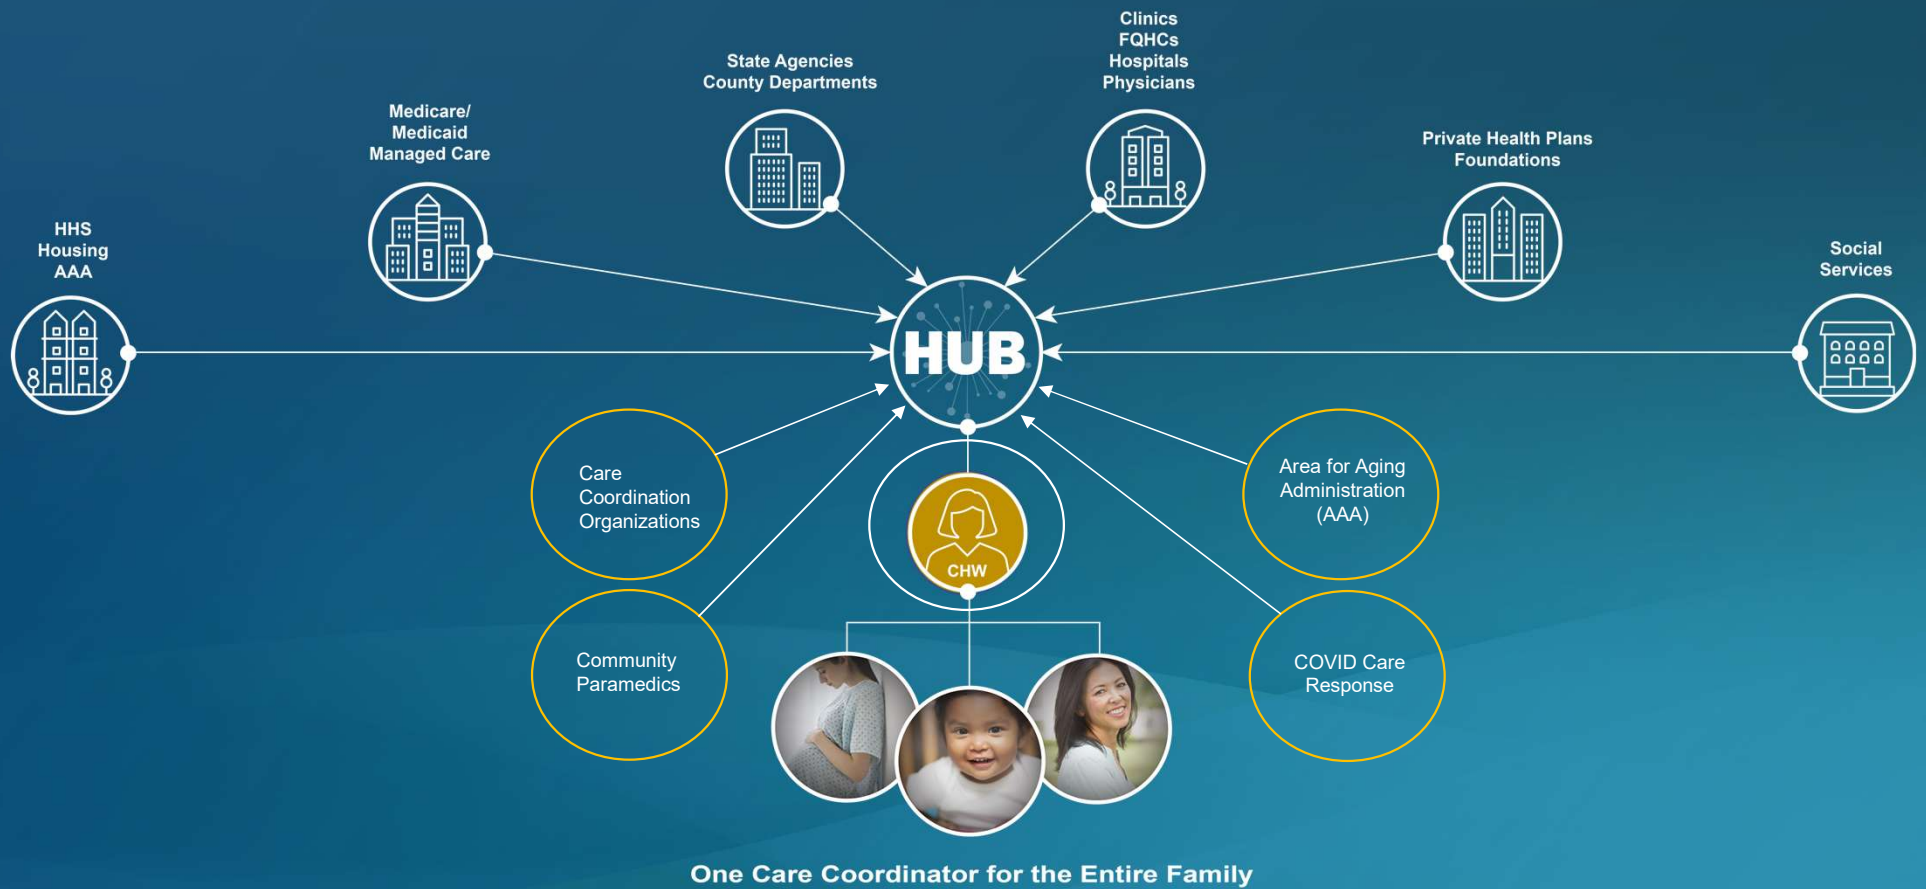 Clinics
FQHCs
Hospitals
Physicians
State Agencies
County Departments
Medicare/
Medicaid
Managed Care
Private Health Plans
Foundations
HHS
Housing
AAA
Social
Services
HUB
Care
Coordination
Organizations
Area for Aging
Administration
(AAA)
CHW
Community
Paramedics
COVID Care
Response
One Care Coordinator for the Entire Family